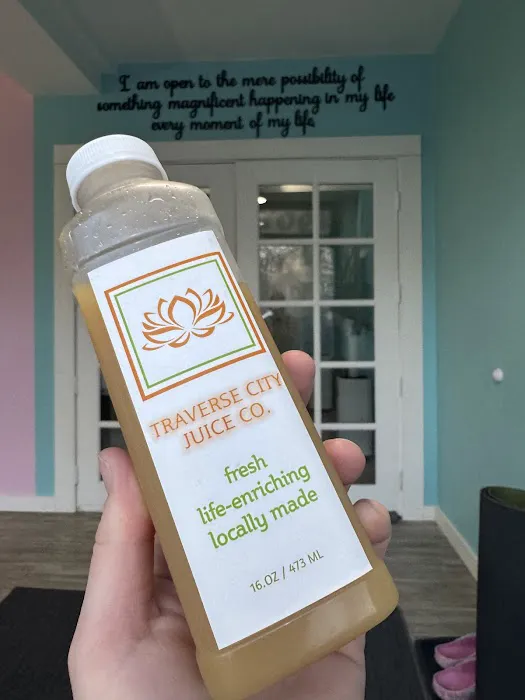 I am open to the mere possibility of
something magnificent happening in my life
every moment of my life
TRAVERSE CITY
JUICE CO.
fresh
life-enriching
locally made
16.OZ / 473 ML